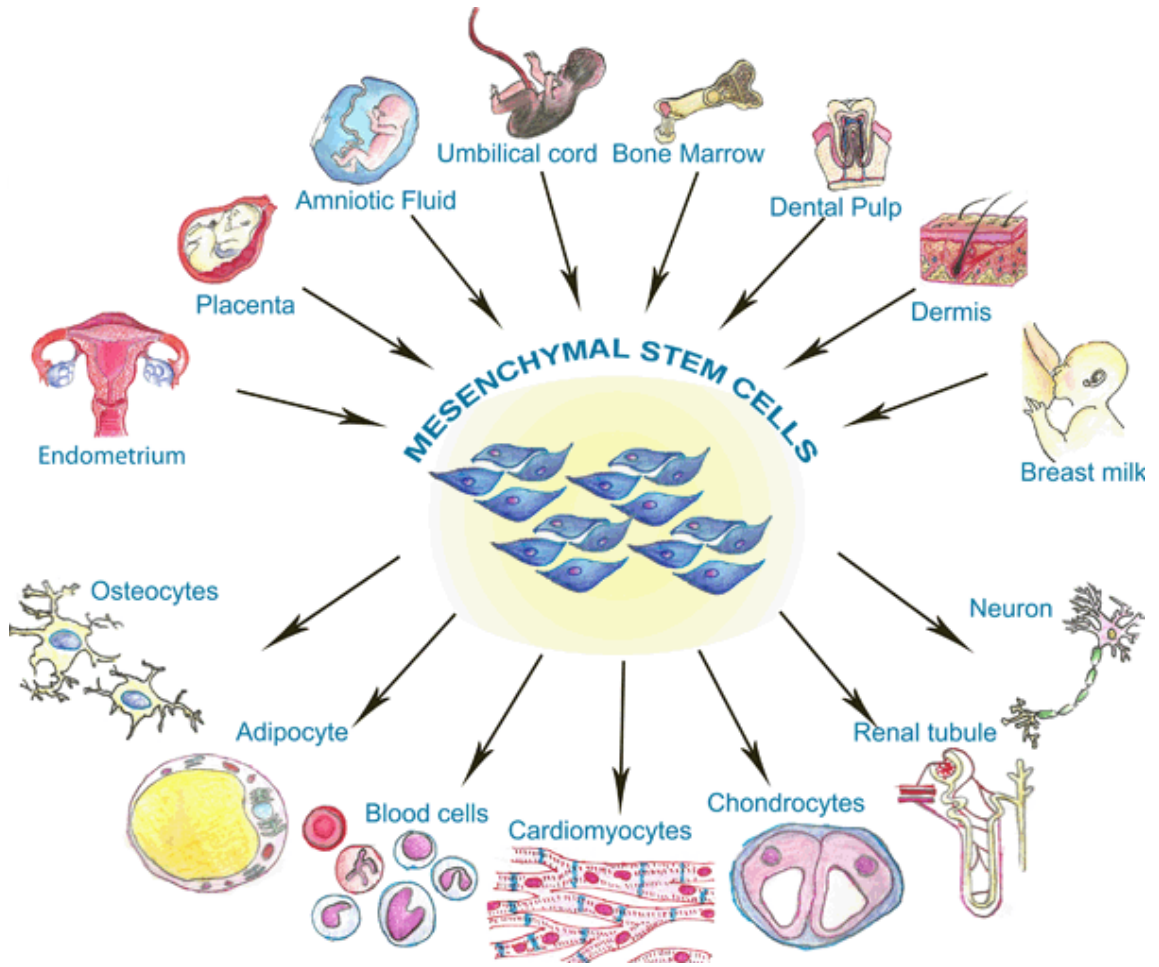 Umbilical cord
Bone Marrow
Amniotic Fluid
Dental Pulp
Placenta
Dermis
MESENCHYMAL STEM CELLS
Endometrium
Breast milk
Osteocytes
Neuron
Adipocyte
Renal tubule
Blood cells
Cardiomyocytes
Chondrocytes